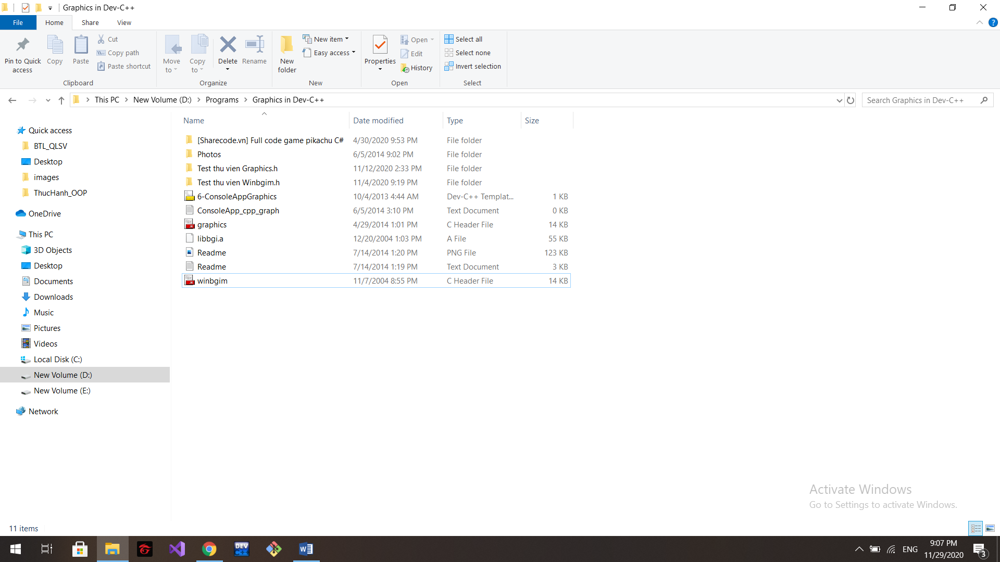 Graphics in Dev-C++
File Home Share View
Pin to Quick access
Copy
Paste
Cut
Copy path
Paste shortcut
Clipboard
Move to
Copy to
Delete
Rename
Organize
New folder
New item
Easy access
New
Properties
Open
Edit
History
Open
Select all
Select none
Invert selection
Select
This PC > New Volume (D:) > Programs > Graphics in Dev-C++
Search Graphics in Dev-C++
Quick access
BTL_QLSV
Desktop
images
ThucHanh_OOP
OneDrive
This PC
3D Objects
Desktop
Documents
Downloads
Music
Pictures
Videos
Local Disk (C:)
New Volume (D:)
New Volume (E:)
Network
Name Date modified Type Size
[Sharecode.vn] Full code game pikachu C# 4/30/2020 9:53 PM File folder
Photos 6/5/2014 9:02 PM File folder
Test thu vien Graphics.h 11/12/2020 2:33 PM File folder
Test thu vien Winbgim.h 11/4/2020 9:19 PM File folder
6-ConsoleAppGraphics 10/4/2013 4:44 AM Dev-C++ Templat... 1 KB
ConsoleApp_cpp_graph 6/5/2014 3:10 PM Text Document 0 KB
graphics 4/29/2014 1:01 PM C Header File 14 KB
libbgi.a 12/20/2004 1:03 PM A File 55 KB
Readme 7/14/2014 1:20 PM PNG File 123 KB
Readme 7/14/2014 1:19 PM Text Document 3 KB
winbgim 11/7/2004 8:55 PM C Header File 14 KB
Activate Windows
Go to Settings to activate Windows.
11 items
DEV C++
ENG
9:07 PM
11/29/2020
3